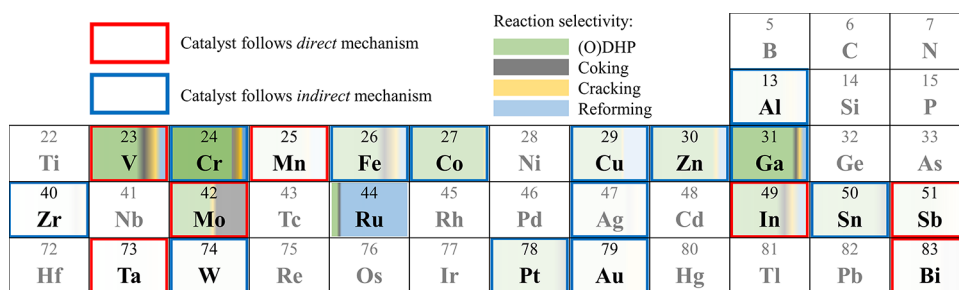 Reaction selectivity:
Catalyst follows direct mechanism
(O)DHP
Coking
Cracking
Catalyst follows indirect mechanism
Reforming
5 6 7
B C N
13 14 15
Al Si P
22 23 24 25 26 27 28 29 30 31 32 33
Ti V Cr Mn Fe Co Ni Cu Zn Ga Ge As
40 41 42 43 44 45 46 47 48 49 50 51
Zr Nb Mo Tc Ru Rh Pd Ag Cd In Sn Sb
72 73 74 75 76 77 78 79 80 81 82 83
Hf Ta W Re Os Ir Pt Au Hg Tl Pb Bi